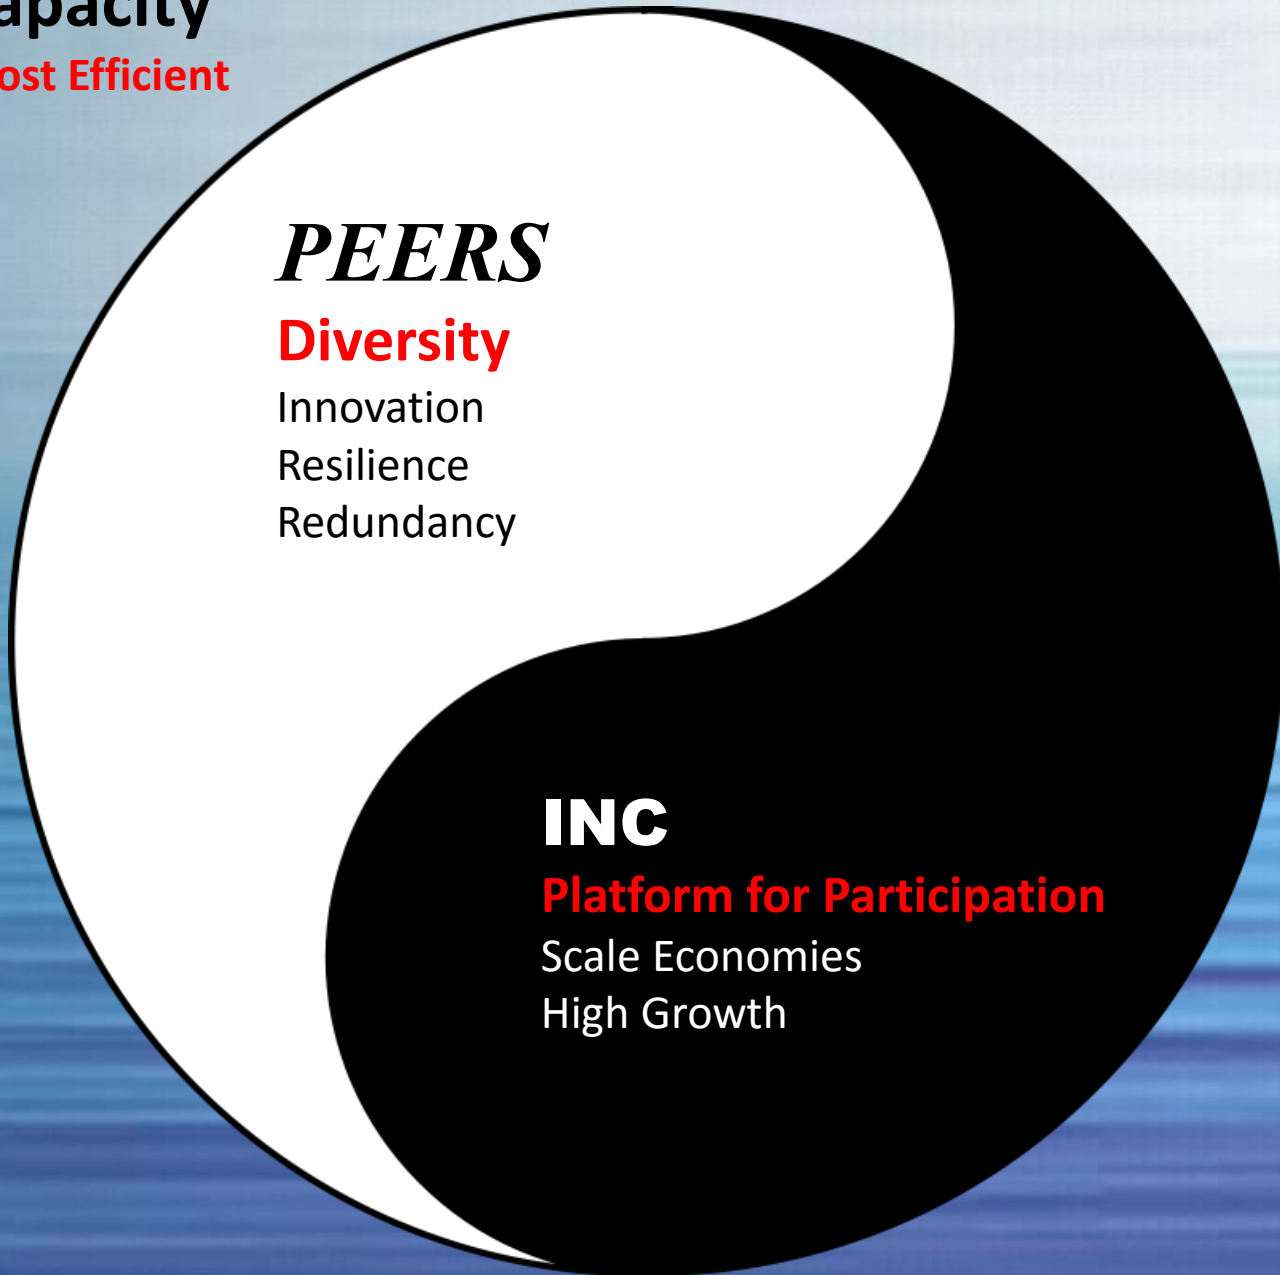 apacity
ost Efficient
PEERS
Diversity
Innovation
Resilience
Redundancy
INC
Platform for Participation
Scale Economies
High Growth